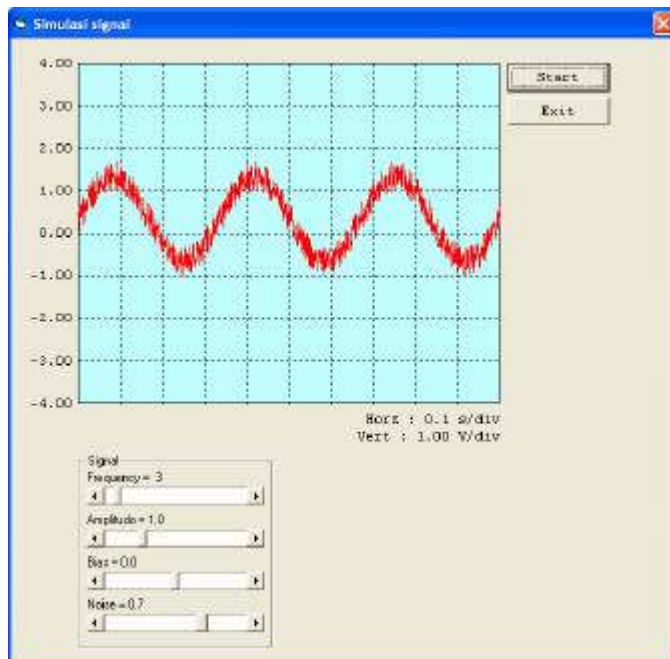 Simulasi signal
4.00
3.00
2.00
1.00
0.00
-1.00
-2.00
-3.00
-4.00
Start
Exit
Horz : 0.1 s/div
Vert : 1.00 V/div
Signal
Frequency = 3
Amplitudo = 1.0
Bias = 0.0
Noise = 0.7